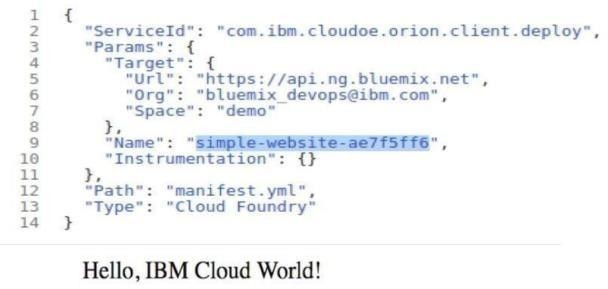 1 {
2 "ServiceId": "com.ibm.cloudoe.orion.client.deploy",
3 "Params": {
4 "Target": {
5 "Url": "https://api.ng.bluemix.net",
6 "Org": "bluemix_devops@ibm.com",
7 "Space": "demo"
8 },
9 "Name": "simple-website-ae7f5ff6",
10 "Instrumentation": {}
11 },
12 "Path": "manifest.yml",
13 "Type": "Cloud Foundry"
14 }
Hello, IBM Cloud World!